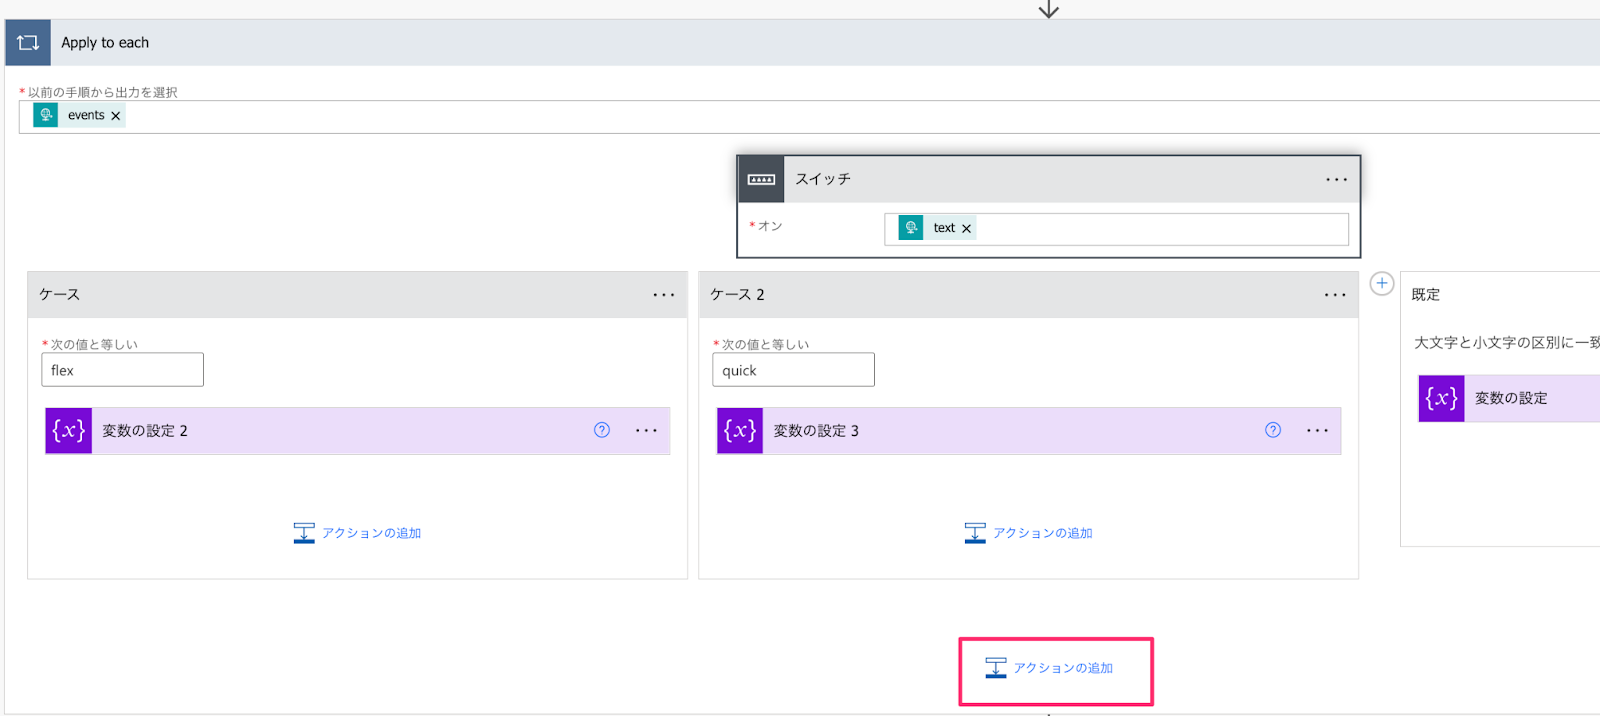 Apply to each
*以前の手順から出力を選択
events ×
スイッチ
*オン
text ×
ケース
*次の値と等しい
flex
{x} 変数の設定 2
アクションの追加
ケース 2
*次の値と等しい
quick
{x} 変数の設定 3
アクションの追加
既定
大文字と小文字の区別に一致
{x} 変数の設定
アクションの追加